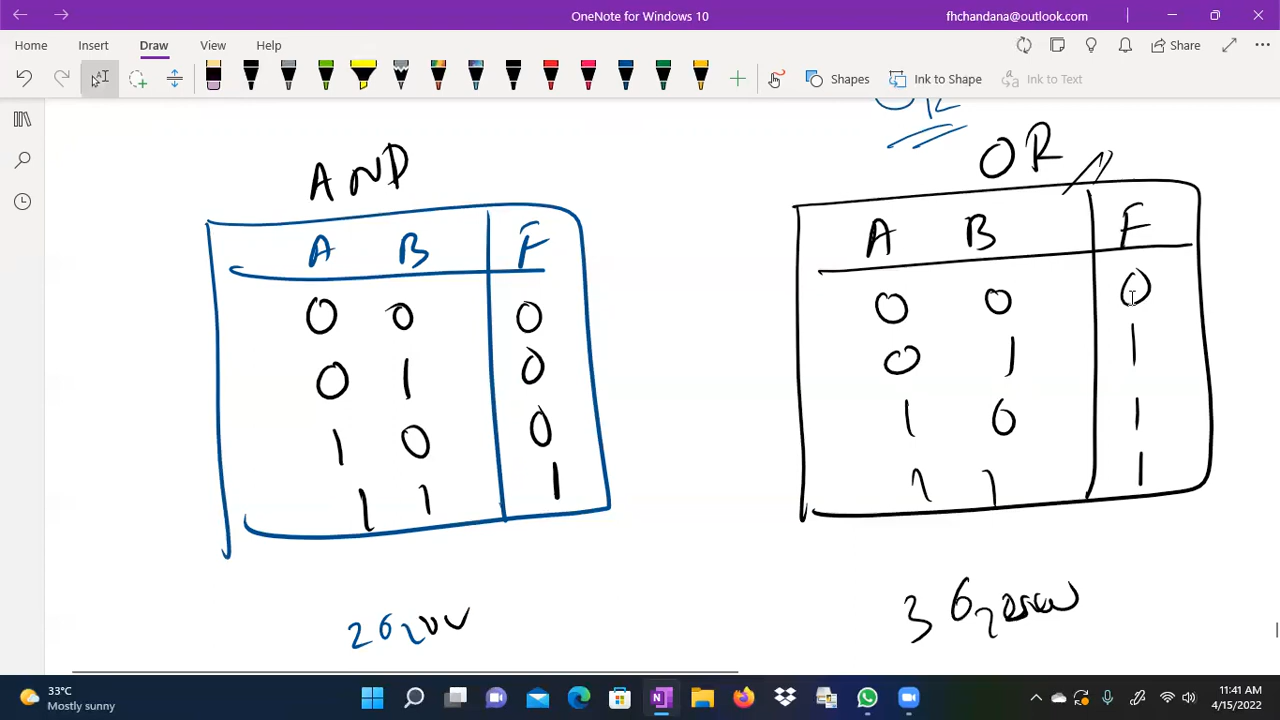 OneNote for Windows 10
fhchandana@outlook.com
Home Insert Draw View Help
Share
Shapes
Ink to Shape
Ink to Text
OR
AND
A B F
0 0 0
0 1 0
1 0 0
1 1 1
OR
A B F
0 0 0
0 1 1
1 0 1
1 1 1
3
33°C
Mostly sunny
11:41 AM
4/15/2022